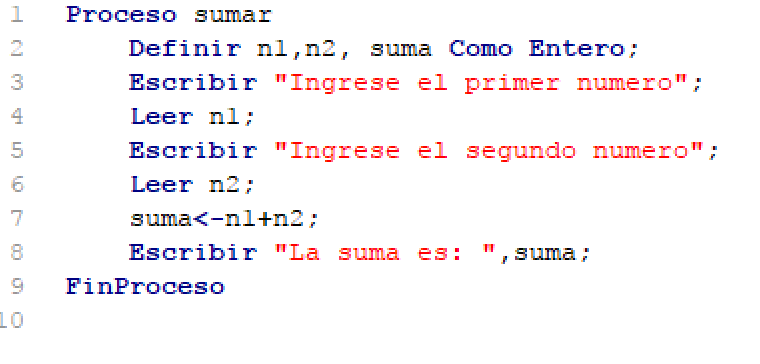 1 Proceso sumar
2 Definir n1,n2, suma Como Entero;
3 Escribir "Ingrese el primer numero";
4 Leer n1;
5 Escribir "Ingrese el segundo numero";
6 Leer n2;
7 suma<-n1+n2;
8 Escribir "La suma es: ",suma;
9 FinProceso
10